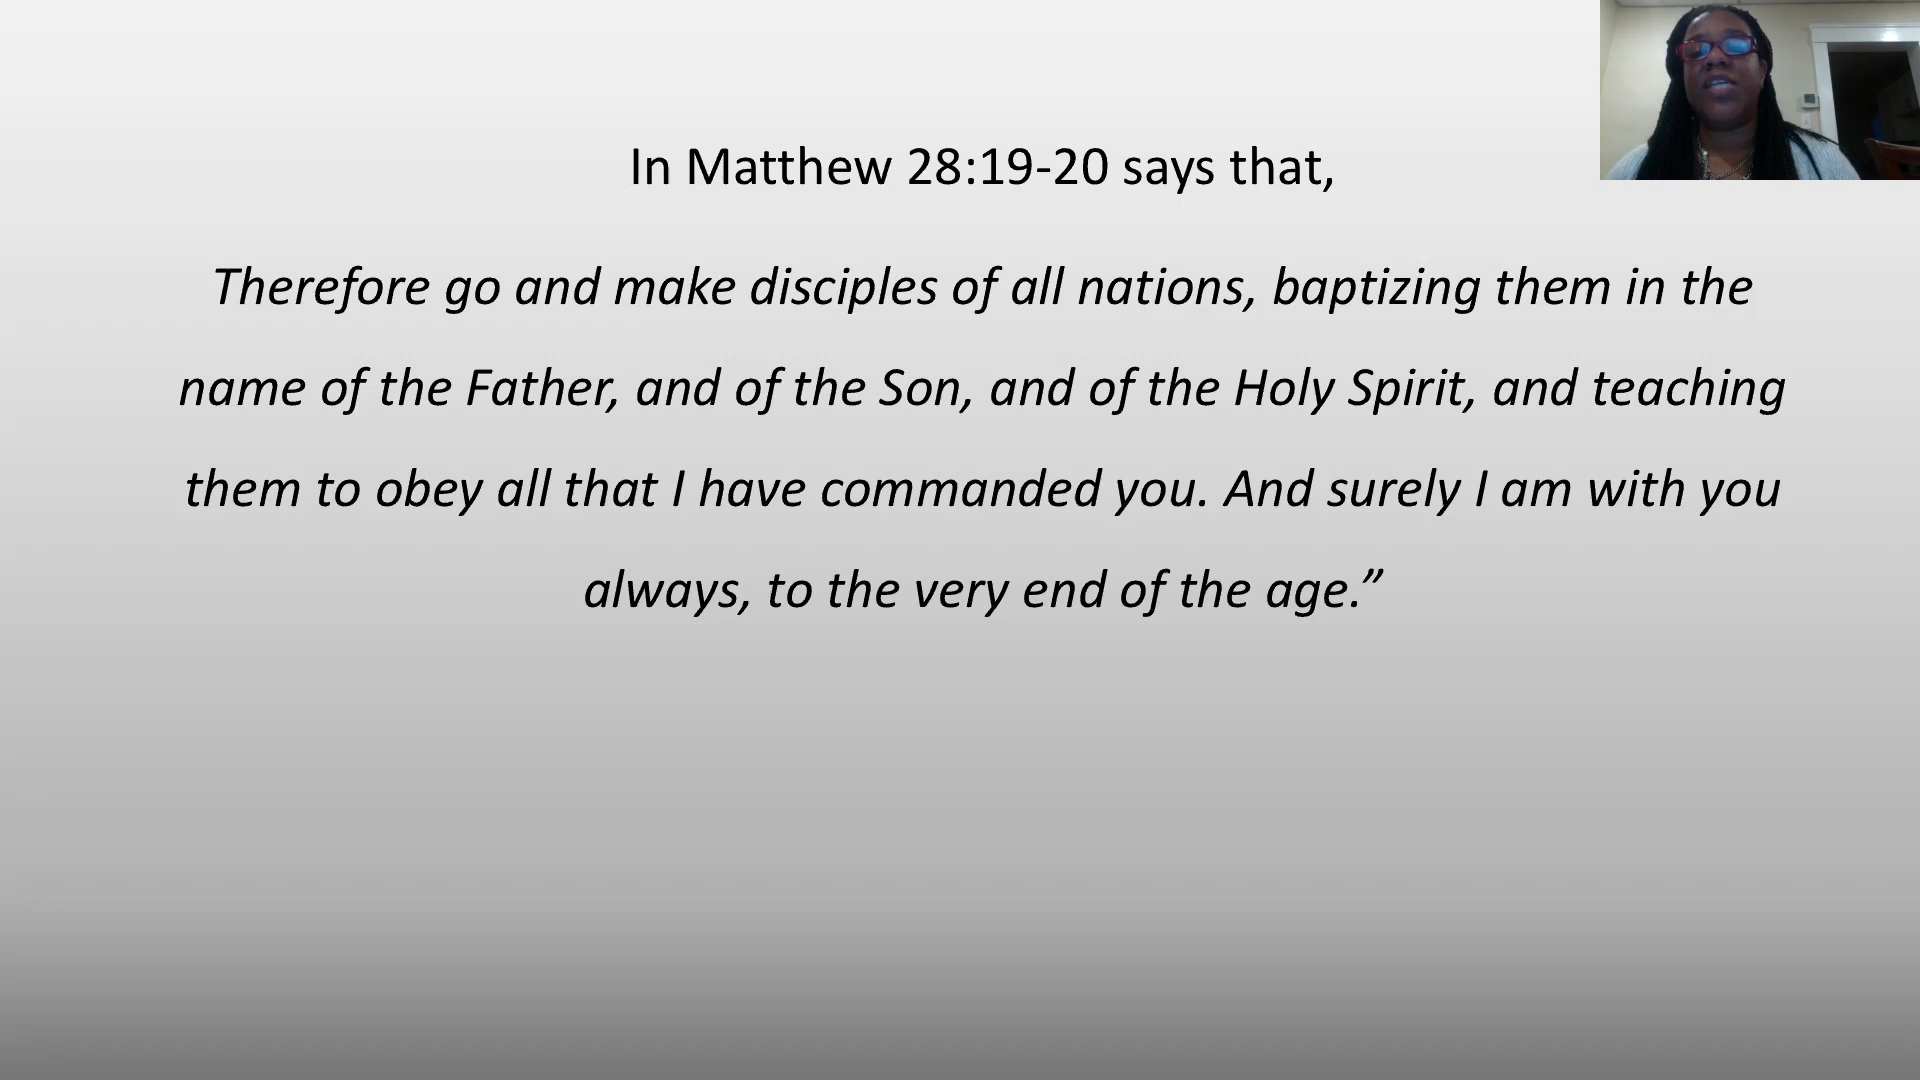 In Matthew 28:19-20 says that,
Therefore go and make disciples of all nations, baptizing them in the
name of the Father, and of the Son, and of the Holy Spirit, and teaching
them to obey all that I have commanded you. And surely I am with you
always, to the very end of the age.”